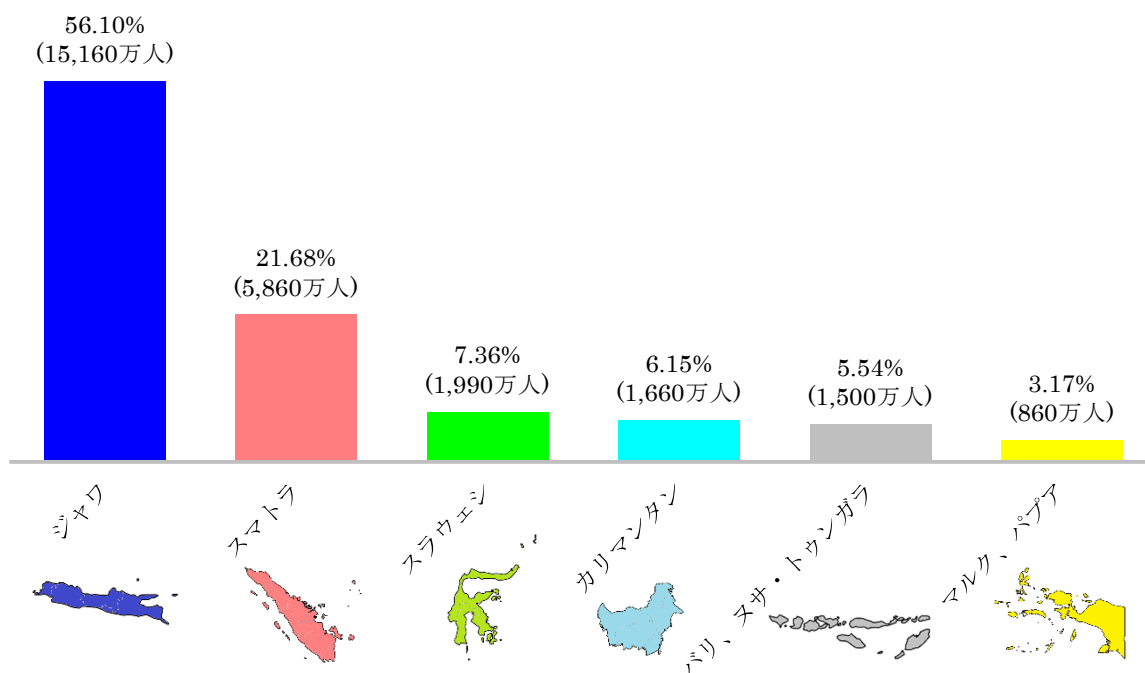 56.10%
(15,160万人)
21.68%
(5,860万人)
7.36%
(1,990万人)
6.15%
(1,660万人)
5.54%
(1,500万人)
3.17%
(860万人)
ジャワ
スマトラ
スラウェシ
カリマンタン
バリ、ヌサ・トゥンガラ
マルク、パプア